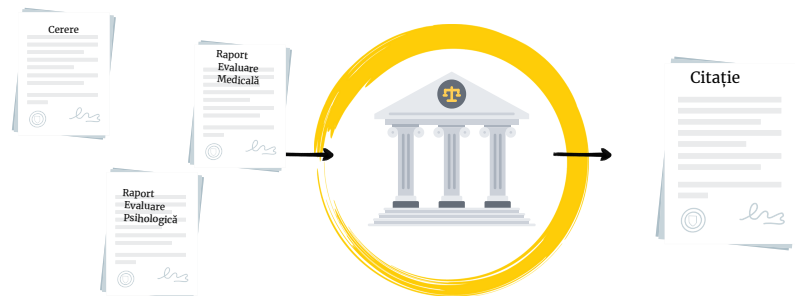 Cerere
Raport
Evaluare
Medicală
Raport
Evaluare
Psihologică
Citație